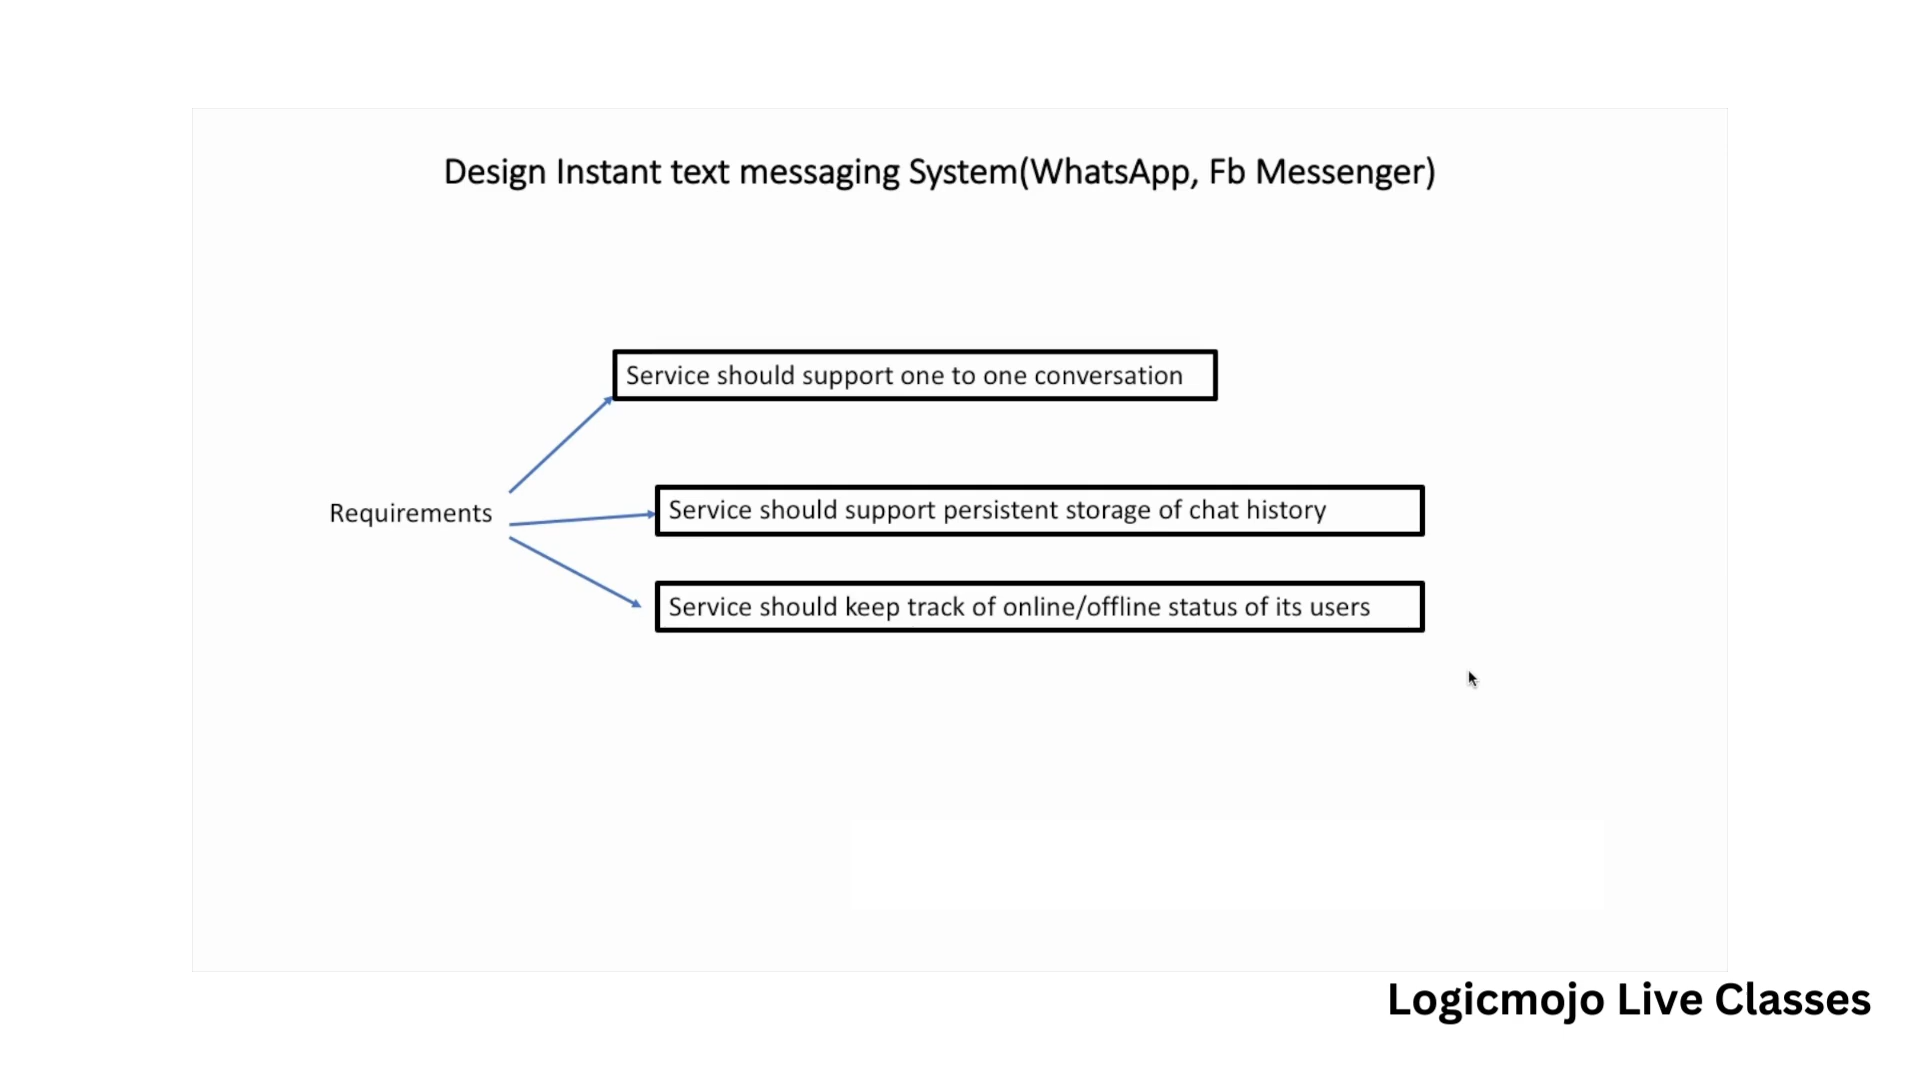 Design Instant text messaging System(WhatsApp, Fb Messenger)
Service should support one to one conversation
Requirements
Service should support persistent storage of chat history
Service should keep track of online/offline status of its users
Logicmojo Live Classes